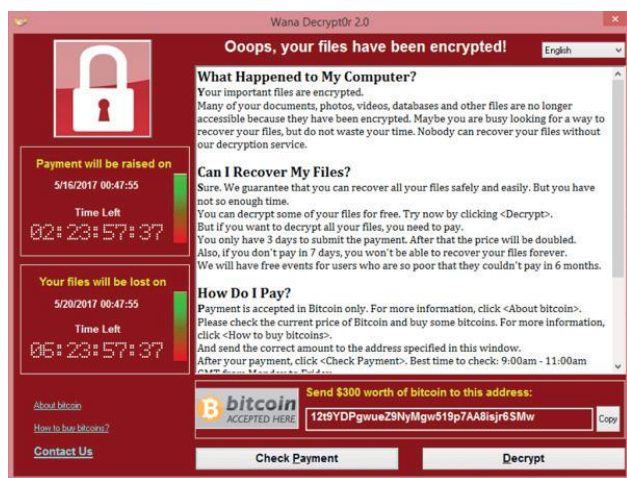 Wana Decrypt0r 2.0
Ooops, your files have been encrypted!
English
What Happened to My Computer?
Your important files are encrypted.
Many of your documents, photos, videos, databases and other files are no longer
accessible because they have been encrypted. Maybe you are busy looking for a way to
recover your files, but do not waste your time. Nobody can recover your files without
our decryption service.
Can I Recover My Files?
Sure. We guarantee that you can recover all your files safely and easily. But you have
not so enough time.
You can decrypt some of your files for free. Try now by clicking <Decrypt>.
But if you want to decrypt all your files, you need to pay.
You only have 3 days to submit the payment. After that the price will be doubled.
Also, if you don't pay in 7 days, you won't be able to recover your files forever.
We will have free events for users who are so poor that they couldn't pay in 6 months.
How Do I Pay?
Payment is accepted in Bitcoin only. For more information, click <About bitcoin>.
Please check the current price of Bitcoin and buy some bitcoins. For more information,
click <How to buy bitcoins>.
And send the correct amount to the address specified in this window.
After your payment, click <Check Payment>. Best time to check: 9:00am - 11:00am
GMT from Monday to Friday
Payment will be raised on
5/16/2017 00:47:55
Time Left
02:23:57:37
Your files will be lost on
5/20/2017 00:47:55
Time Left
06:23:57:37
About bitcoin
How to buy bitcoins?
Contact Us
bitcoin
ACCEPTED HERE
Send $300 worth of bitcoin to this address:
12t9YDPgwueZ9NyMgw519p7AA8isjr6SMw
Copy
Check Payment
Decrypt